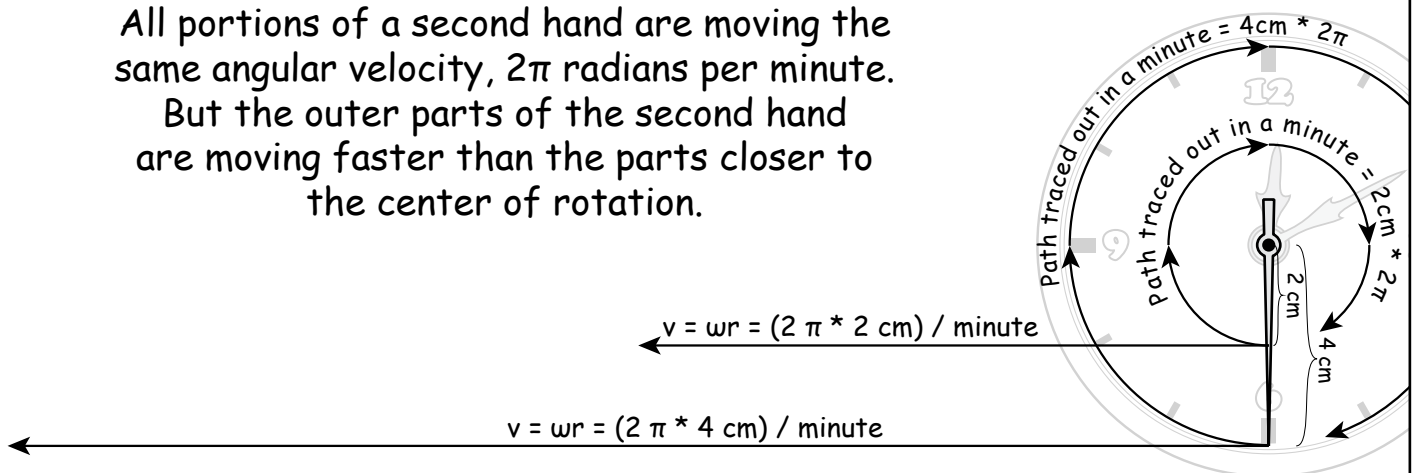 All portions of a second hand are moving the
same angular velocity, 2π radians per minute.
But the outer parts of the second hand
are moving faster than the parts closer to
the center of rotation.
Path traced out in a minute = 4cm * 2π
12
Path traced out in a minute = 2cm * 2π
9
2 cm
v = ωr = (2 π * 2 cm) / minute
4 cm
6
v = ωr = (2 π * 4 cm) / minute